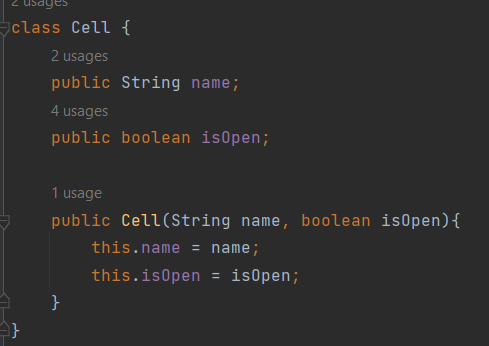 2 usages
class Cell {
2 usages
public String name;
4 usages
public boolean isOpen;
1 usage
public Cell(String name, boolean isOpen){
this.name = name;
this.isOpen = isOpen;
}
}